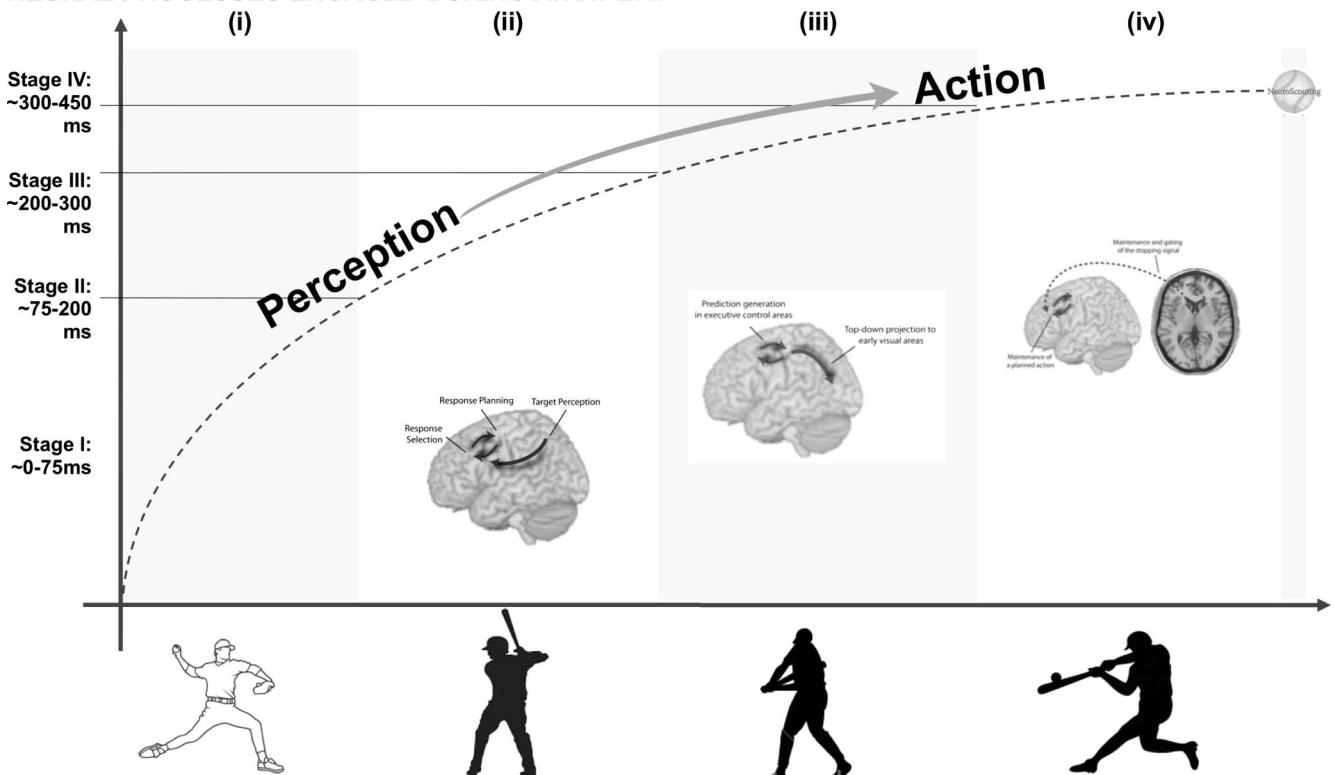 (i)
(ii)
(iii)
(iv)
Stage IV:
~300-450
ms
Stage III:
~200-300
ms
Stage II:
~75-200
ms
Stage I:
~0-75ms
Perception
Action
NeuroScouting
Response Planning
Target Perception
Response
Selection
Prediction generation
in executive control areas
Top-down projection to
early visual areas
Maintenance and gating
of the stopping signal
Maintenance of
a planned action